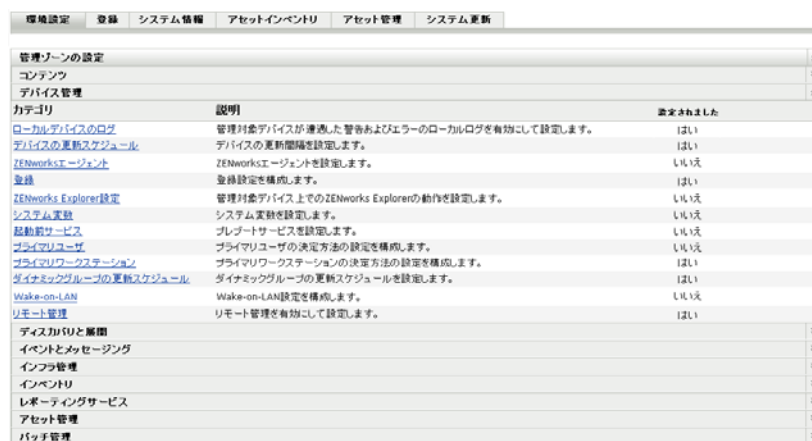 環境設定 登録 システム情報 アセットインベントリ アセット管理 システム更新
管理ゾーンの設定
コンテンツ
デバイス管理
カテゴリ 説明 設定されました
ローカルデバイスのログ 管理対象デバイスが遭遇した警告およびエラーのローカルログを有効にして設定します。 はい
デバイスの更新スケジュール デバイスの更新間隔を設定します。 はい
ZENworksエージェント ZENworksエージェントを設定します。 いいえ
登録 登録設定を構成します。 はい
ZENworks Explorer設定 管理対象デバイス上でのZENworks Explorerの動作を設定します。 いいえ
システム変数 システム変数を設定します。 いいえ
起動前サービス プレブートサービスを設定します。 いいえ
プライマリユーザ プライマリユーザの決定方法の設定を構成します。 いいえ
プライマリワークステーション プライマリワークステーションの決定方法の設定を構成します。 はい
ダイナミックグループの更新スケジュール ダイナミックグループの更新スケジュールを設定します。 はい
Wake-on-LAN Wake-on-LAN設定を構成します。 いいえ
リモート管理 リモート管理を有効にして設定します。 はい
ディスカバリと展開
イベントとメッセージング
インフラ管理
インベントリ
レポーティングサービス
アセット管理
パッチ管理